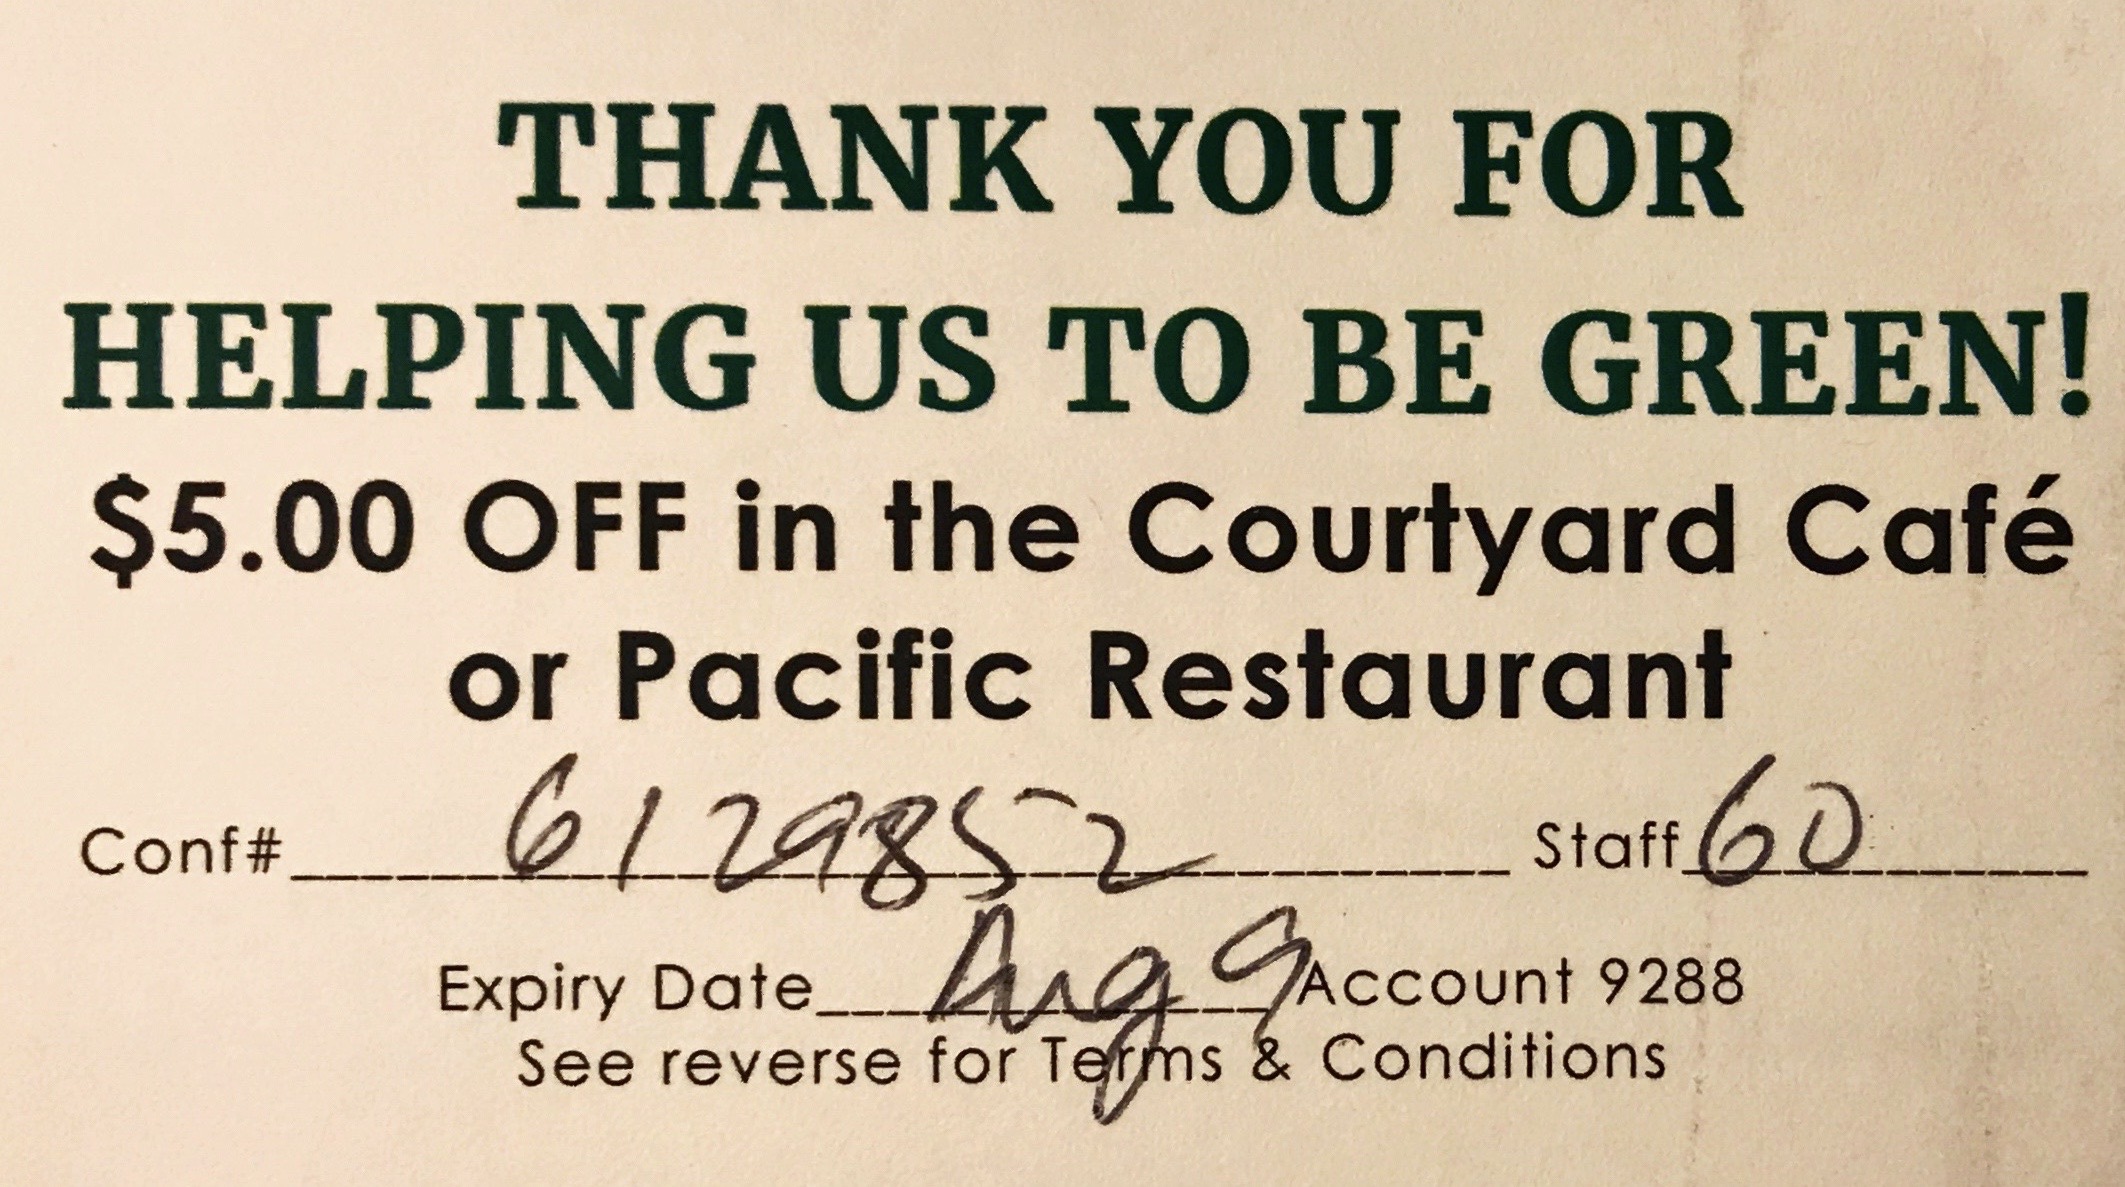 THANK YOU FOR
HELPING US TO BE GREEN!
$5.00 OFF in the Courtyard Café
or Pacific Restaurant
Conf# 6129852 Staff 60
Expiry Date Aug 9 Account 9288
See reverse for Terms & Conditions